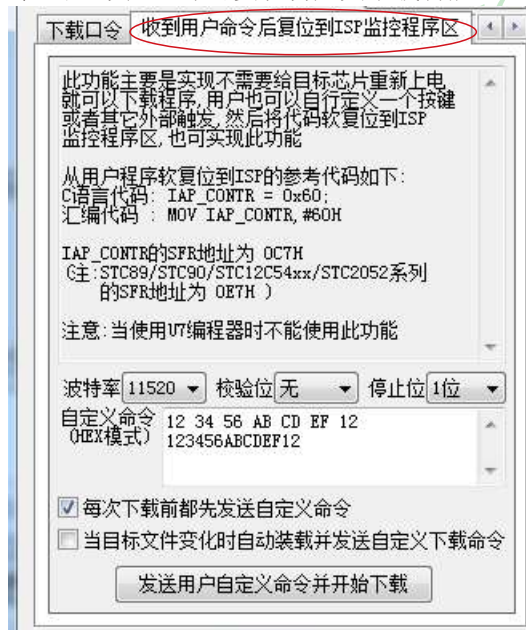 下载口令 收到用户命令后复位到ISP监控程序区
此功能主要是实现不需要给目标芯片重新上电
就可以下载程序,用户也可以自行定义一个按键
或者其它外部触发,然后将代码软复位到ISP
监控程序区,也可实现此功能
从用户程序软复位到ISP的参考代码如下:
C语言代码: IAP_CONTR = 0x60;
汇编代码 : MOV IAP_CONTR,#60H
IAP_CONTR的SFR地址为 0C7H
(注:STC89/STC90/STC12C54xx/STC2052系列
的SFR地址为 0E7H )
注意:当使用U7编程器时不能使用此功能
波特率 11520 校验位 无 停止位 1位
自定义命令 12 34 56 AB CD EF 12
(HEX模式) 123456ABCDEF12
每次下载前都先发送自定义命令
当目标文件变化时自动装载并发送自定义下载命令
发送用户自定义命令并开始下载